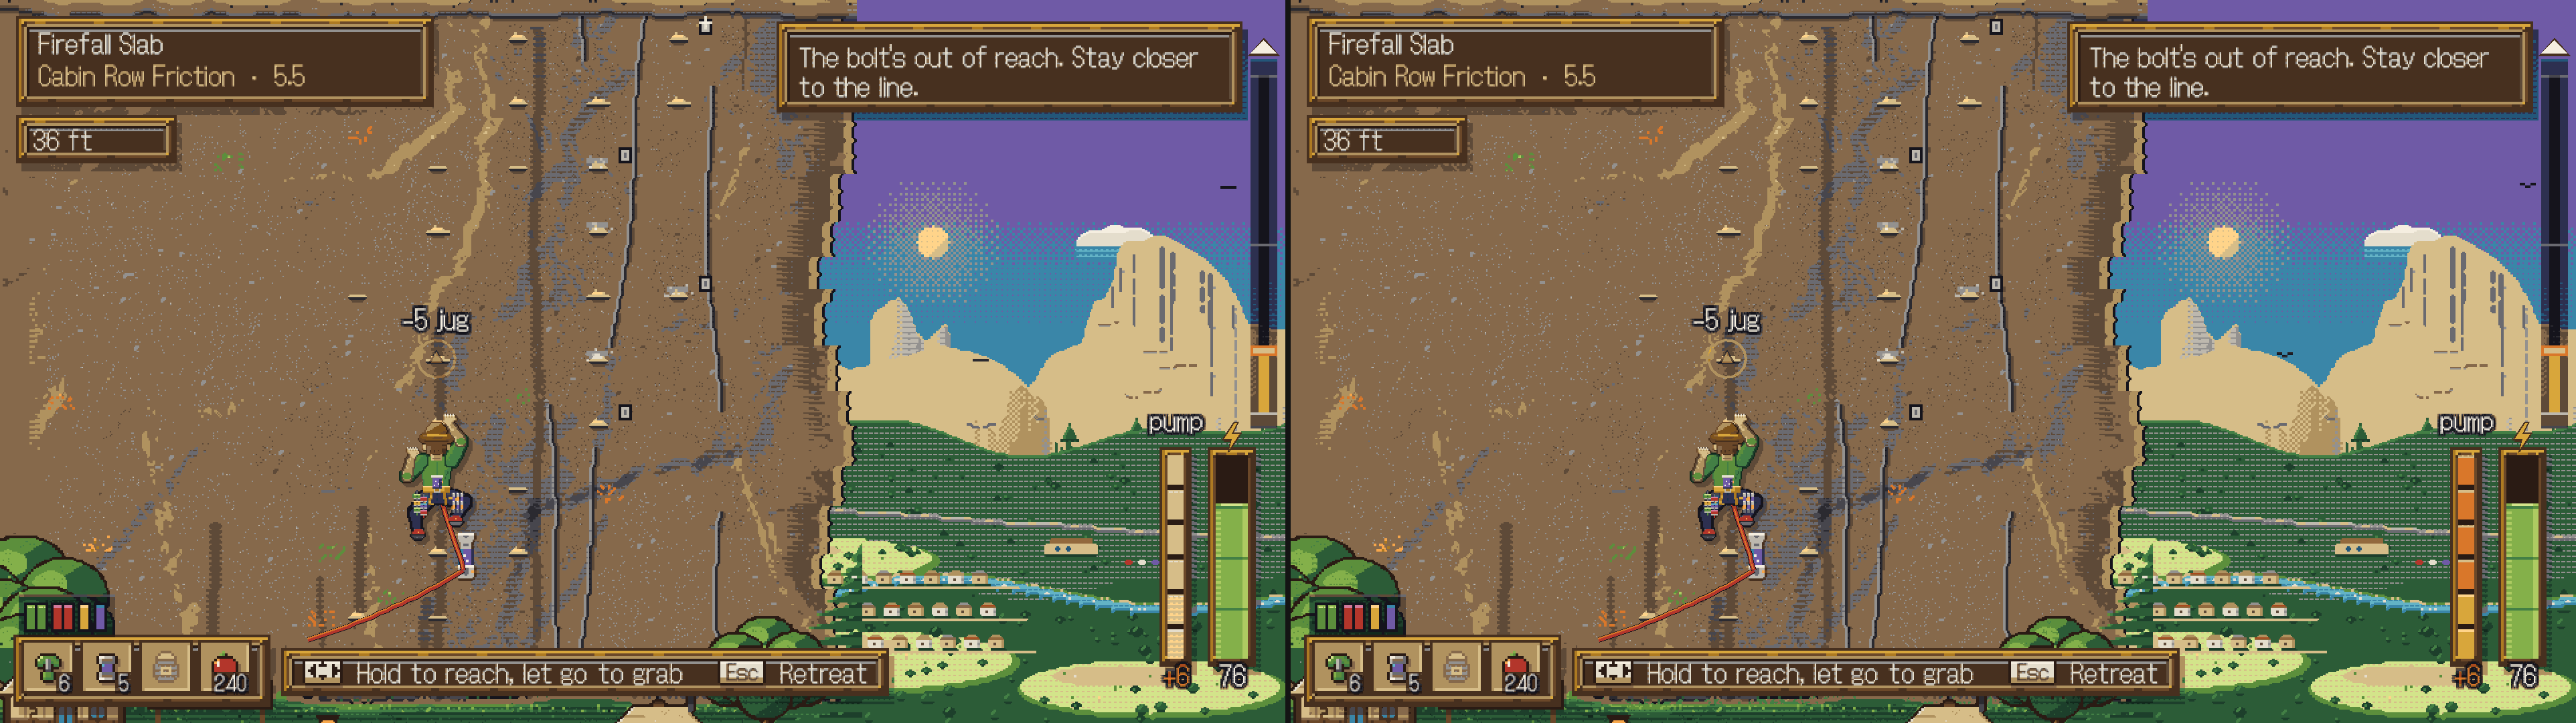 Firefall Slab
Cabin Row Friction · 5.5
36 ft
The bolt's out of reach. Stay closer
to the line.
-5 jug
pump
+6
76
6
5
240
Hold to reach, let go to grab
Esc Retreat
Firefall Slab
Cabin Row Friction · 5.5
36 ft
The bolt's out of reach. Stay closer
to the line.
-5 jug
pump
+6
76
6
5
240
Hold to reach, let go to grab
Esc Retreat